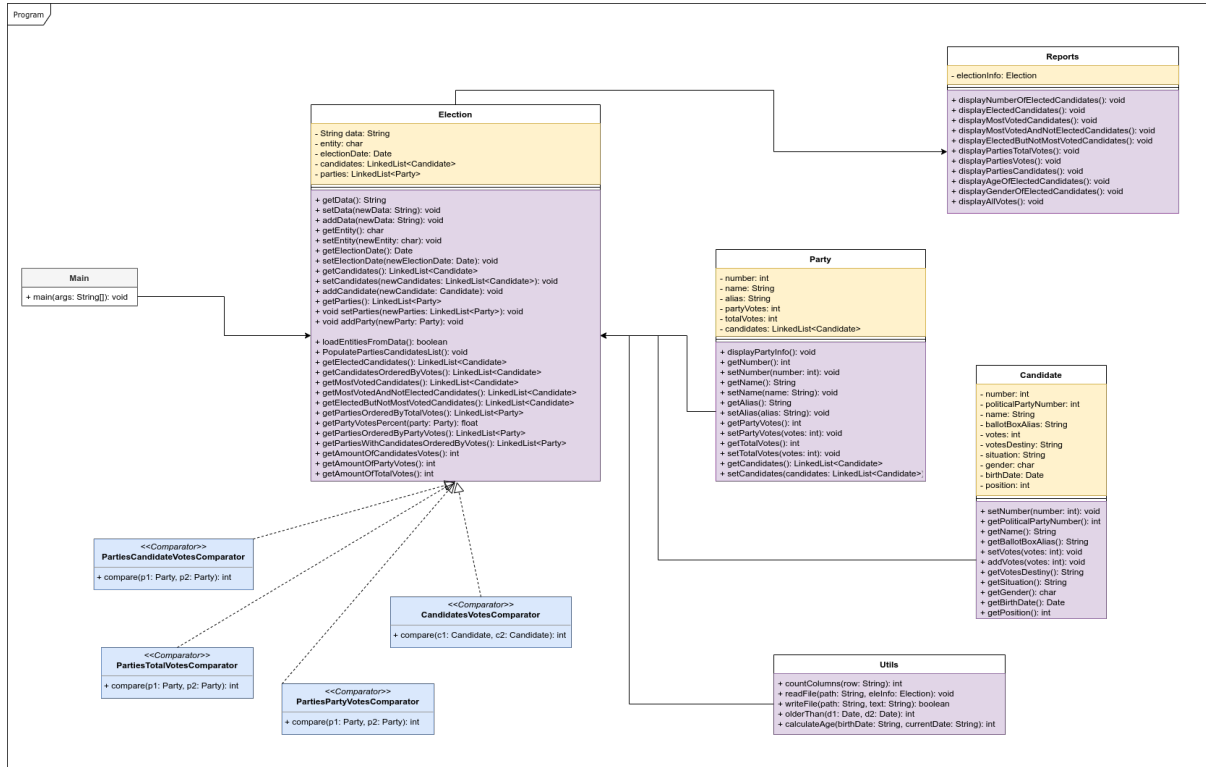 Program
Reports
- electionInfo: Election
+ displayNumberOfElectedCandidates(): void
+ displayElectedCandidates(): void
+ displayMostVotedCandidates(): void
+ displayMostVotedAndNotElectedCandidates(): void
+ displayElectedButNotMostVotedCandidates(): void
+ displayPartiesTotalVotes(): void
+ displayPartiesVotes(): void
+ displayPartiesCandidates(): void
+ displayAgeOfElectedCandidates(): void
+ displayGenderOfElectedCandidates(): void
+ displayAllVotes(): void
Election
- String data: String
- entity: char
- electionDate: Date
- candidates: LinkedList<Candidate>
- parties: LinkedList<Party>
+ getData(): String
+ setData(newData: String): void
+ addData(newData: String): void
+ getEntity(): char
+ setEntity(newEntity: char): void
+ getElectionDate(): Date
+ setElectionDate(newElectionDate: Date): void
+ getCandidates(): LinkedList<Candidate>
+ setCandidates(newCandidates: LinkedList<Candidate>): void
+ addCandidate(newCandidate: Candidate): void
+ getParties(): LinkedList<Party>
+ void setParties(newParties: LinkedList<Party>): void
+ void addParty(newParty: Party): void
+ loadEntitiesFromData(): boolean
+ PopulatePartiesCandidatesList(): void
+ getElectedCandidates(): LinkedList<Candidate>
+ getCandidatesOrderedByVotes(): LinkedList<Candidate>
+ getMostVotedCandidates(): LinkedList<Candidate>
+ getMostVotedAndNotElectedCandidates(): LinkedList<Candidate>
+ getElectedButNotMostVotedCandidates(): LinkedList<Candidate>
+ getPartiesOrderedByTotalVotes(): LinkedList<Party>
+ getPartyVotesPercent(party: Party): float
+ getPartiesOrderedByPartyVotes(): LinkedList<Party>
+ getPartiesWithCandidatesOrderedByVotes(): LinkedList<Party>
+ getAmountOfCandidatesVotes(): int
+ getAmountOfPartyVotes(): int
+ getAmountOfTotalVotes(): int
Main
+ main(args: String[]): void
Party
- number: int
- name: String
- alias: String
- partyVotes: int
- totalVotes: int
- candidates: LinkedList<Candidate>
+ displayPartyInfo(): void
+ getNumber(): int
+ setNumber(number: int): void
+ getName(): String
+ setName(name: String): void
+ getAlias(): String
+ setAlias(alias: String): void
+ getPartyVotes(): int
+ setPartyVotes(votes: int): void
+ getTotalVotes(): int
+ setTotalVotes(votes: int): void
+ getCandidates(): LinkedList<Candidate>
+ setCandidates(candidates: LinkedList<Candidate>
Candidate
- number: int
- politicalPartyNumber: int
- name: String
- ballotBoxAlias: String
- votes: int
- votesDestiny: String
- situation: String
- gender: char
- birthDate: Date
- position: int
+ setNumber(number: int): void
+ getPoliticalPartyNumber(): int
+ getName(): String
+ getBallotBoxAlias(): String
+ setVotes(votes: int): void
+ addVotes(votes: int): void
+ getVotesDestiny(): String
+ getSituation(): String
+ getGender(): char
+ getBirthDate(): Date
+ getPosition(): int
<<Comparator>>
PartiesCandidateVotesComparator
+ compare(p1: Party, p2: Party): int
<<Comparator>>
CandidatesVotesComparator
+ compare(c1: Candidate, c2: Candidate): int
<<Comparator>>
PartiesTotalVotesComparator
+ compare(p1: Party, p2: Party): int
<<Comparator>>
PartiesPartyVotesComparator
+ compare(p1: Party, p2: Party): int
Utils
+ countColumns(row: String): int
+ readFile(path: String, eleInfo: Election): void
+ writeFile(path: String, text: String): boolean
+ olderThan(d1: Date, d2: Date): int
+ calculateAge(birthDate: String, currentDate: String): int